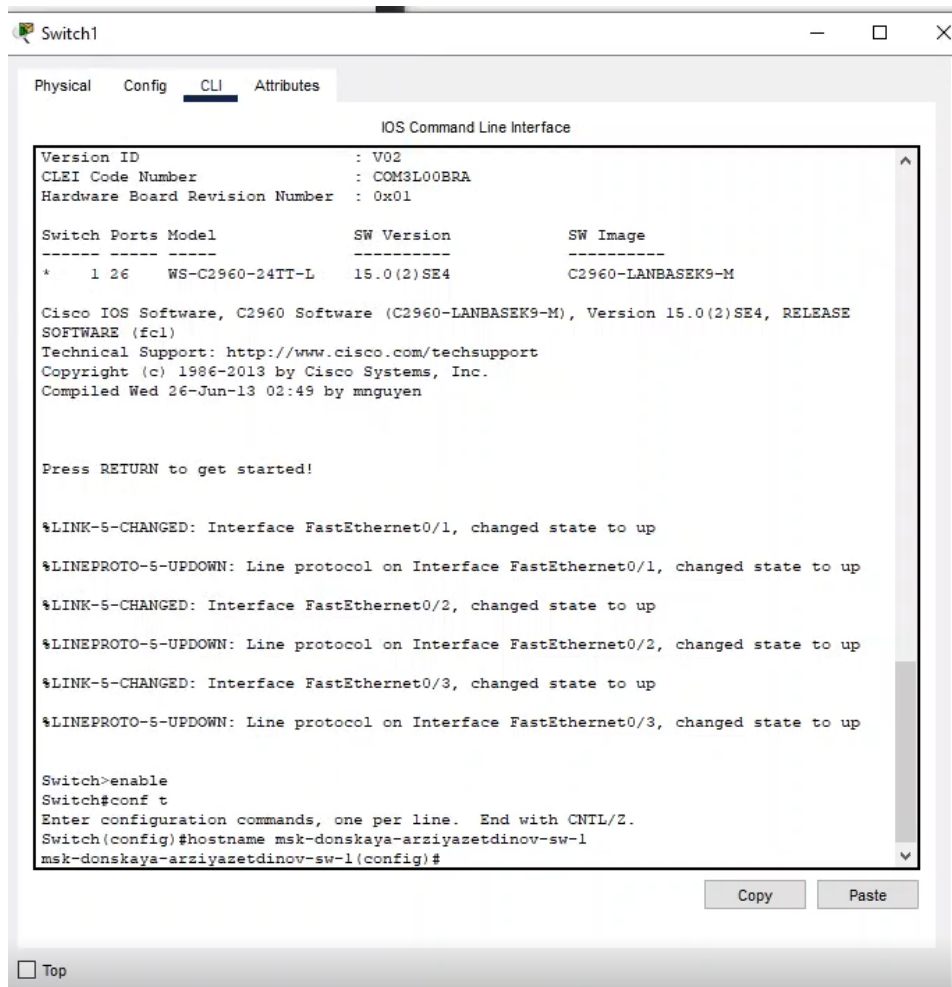 Switch1
Physical Config CLI Attributes
IOS Command Line Interface
Version ID : V02
CLEI Code Number : COM3L00BRA
Hardware Board Revision Number : 0x01
Switch Ports Model SW Version SW Image
------ ----- ----- ---------- ----------
* 1 26 WS-C2960-24TT-L 15.0(2)SE4 C2960-LANBASEK9-M
Cisco IOS Software, C2960 Software (C2960-LANBASEK9-M), Version 15.0(2)SE4, RELEASE
SOFTWARE (fc1)
Technical Support: http://www.cisco.com/techsupport
Copyright (c) 1986-2013 by Cisco Systems, Inc.
Compiled Wed 26-Jun-13 02:49 by mnguyen
Press RETURN to get started!
%LINK-5-CHANGED: Interface FastEthernet0/1, changed state to up
%LINEPROTO-5-UPDOWN: Line protocol on Interface FastEthernet0/1, changed state to up
%LINK-5-CHANGED: Interface FastEthernet0/2, changed state to up
%LINEPROTO-5-UPDOWN: Line protocol on Interface FastEthernet0/2, changed state to up
%LINK-5-CHANGED: Interface FastEthernet0/3, changed state to up
%LINEPROTO-5-UPDOWN: Line protocol on Interface FastEthernet0/3, changed state to up
Switch>enable
Switch#conf t
Enter configuration commands, one per line. End with CNTL/Z.
Switch(config)#hostname msk-donskaya-arziyazetdinov-sw-1
msk-donskaya-arziyazetdinov-sw-1(config)#
Copy Paste
Top